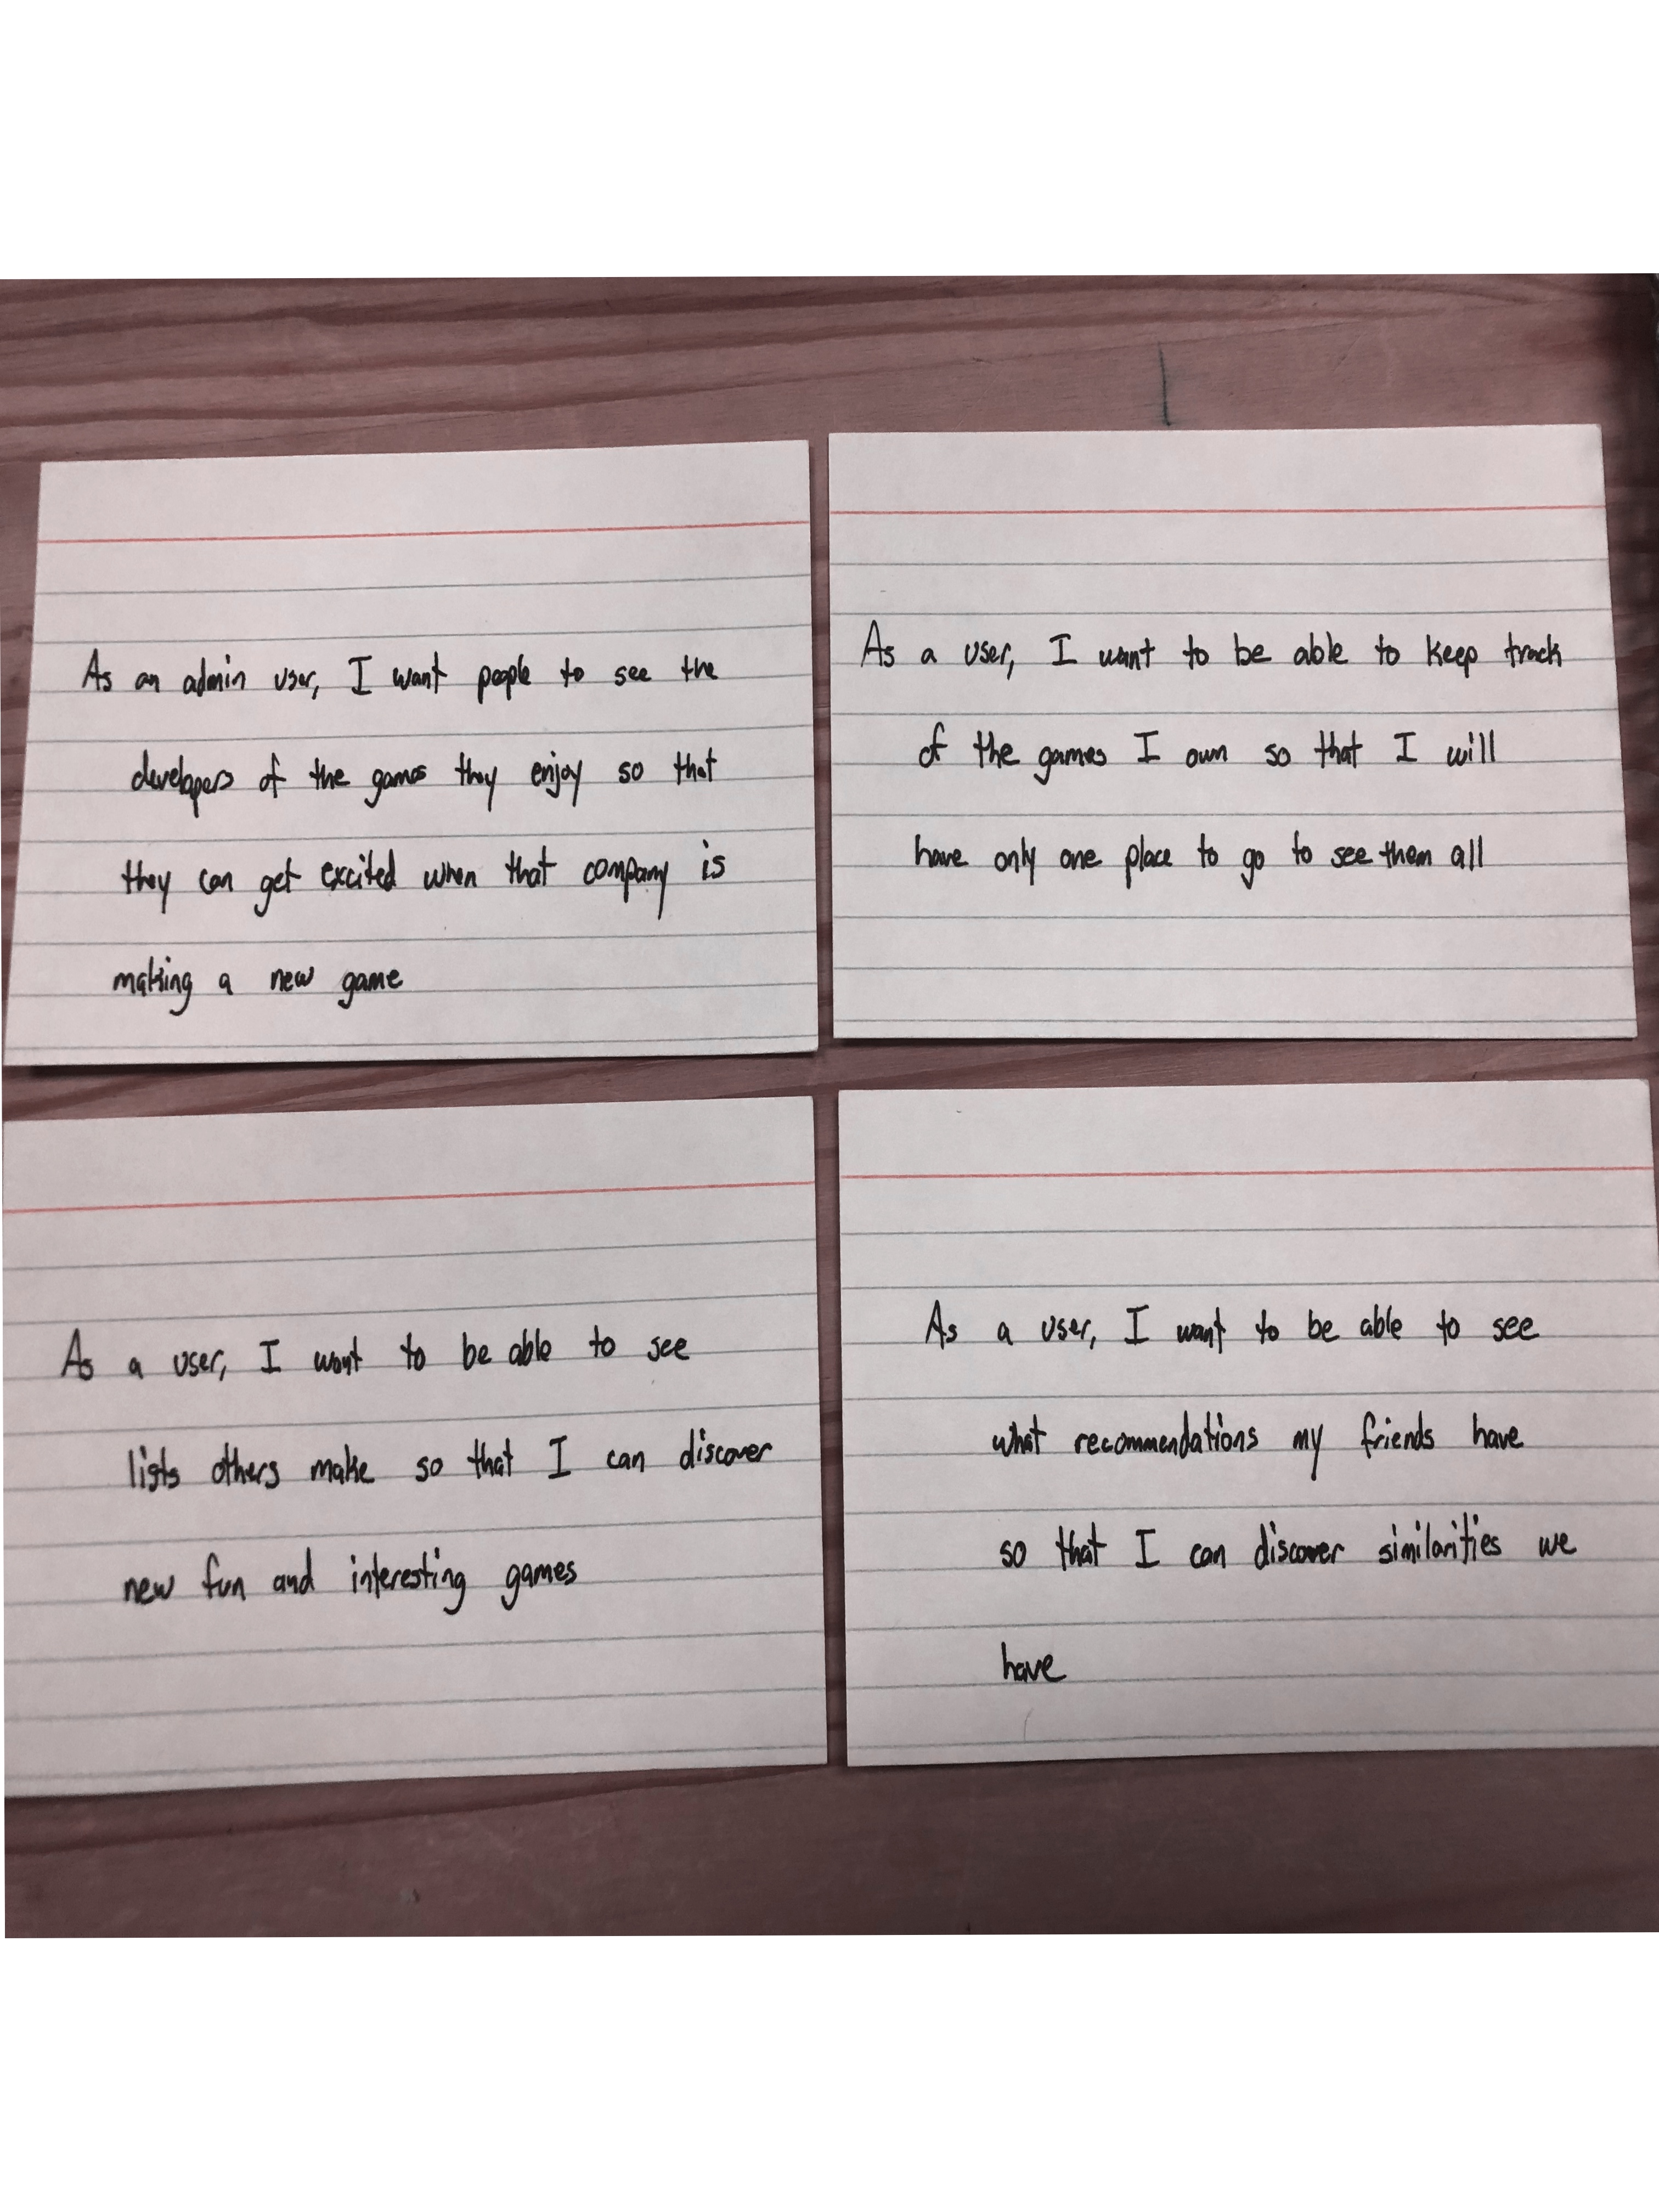 As an admin user, I want people to see the
developers of the games they enjoy so that
they can get excited when that company is
making a new game
As a user, I want to be able to keep track
of the games I own so that I will
have only one place to go to see them all
As a user, I want to be able to see
lists others make so that I can discover
new fun and interesting games
As a user, I want to be able to see
what recommendations my friends have
so that I can discover similarities we
have